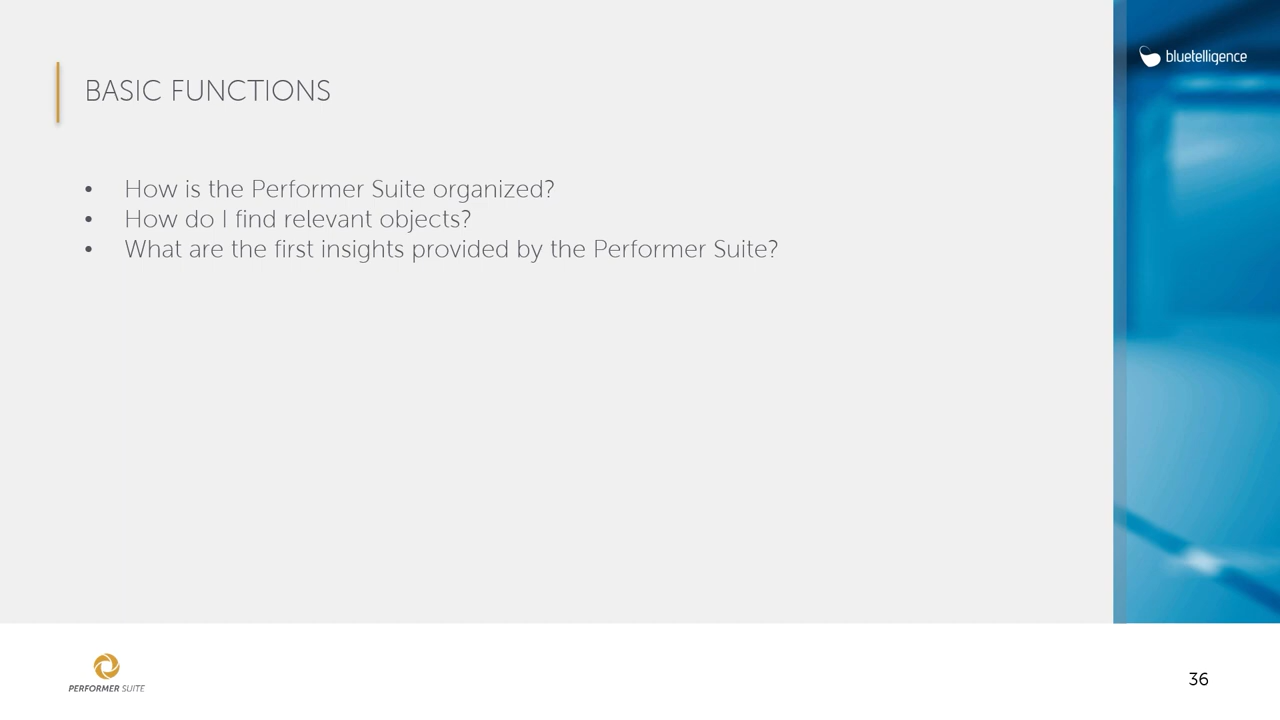 bluetelligence
BASIC FUNCTIONS
• How is the Performer Suite organized?
• How do I find relevant objects?
• What are the first insights provided by the Performer Suite?
PERFORMER SUITE
36